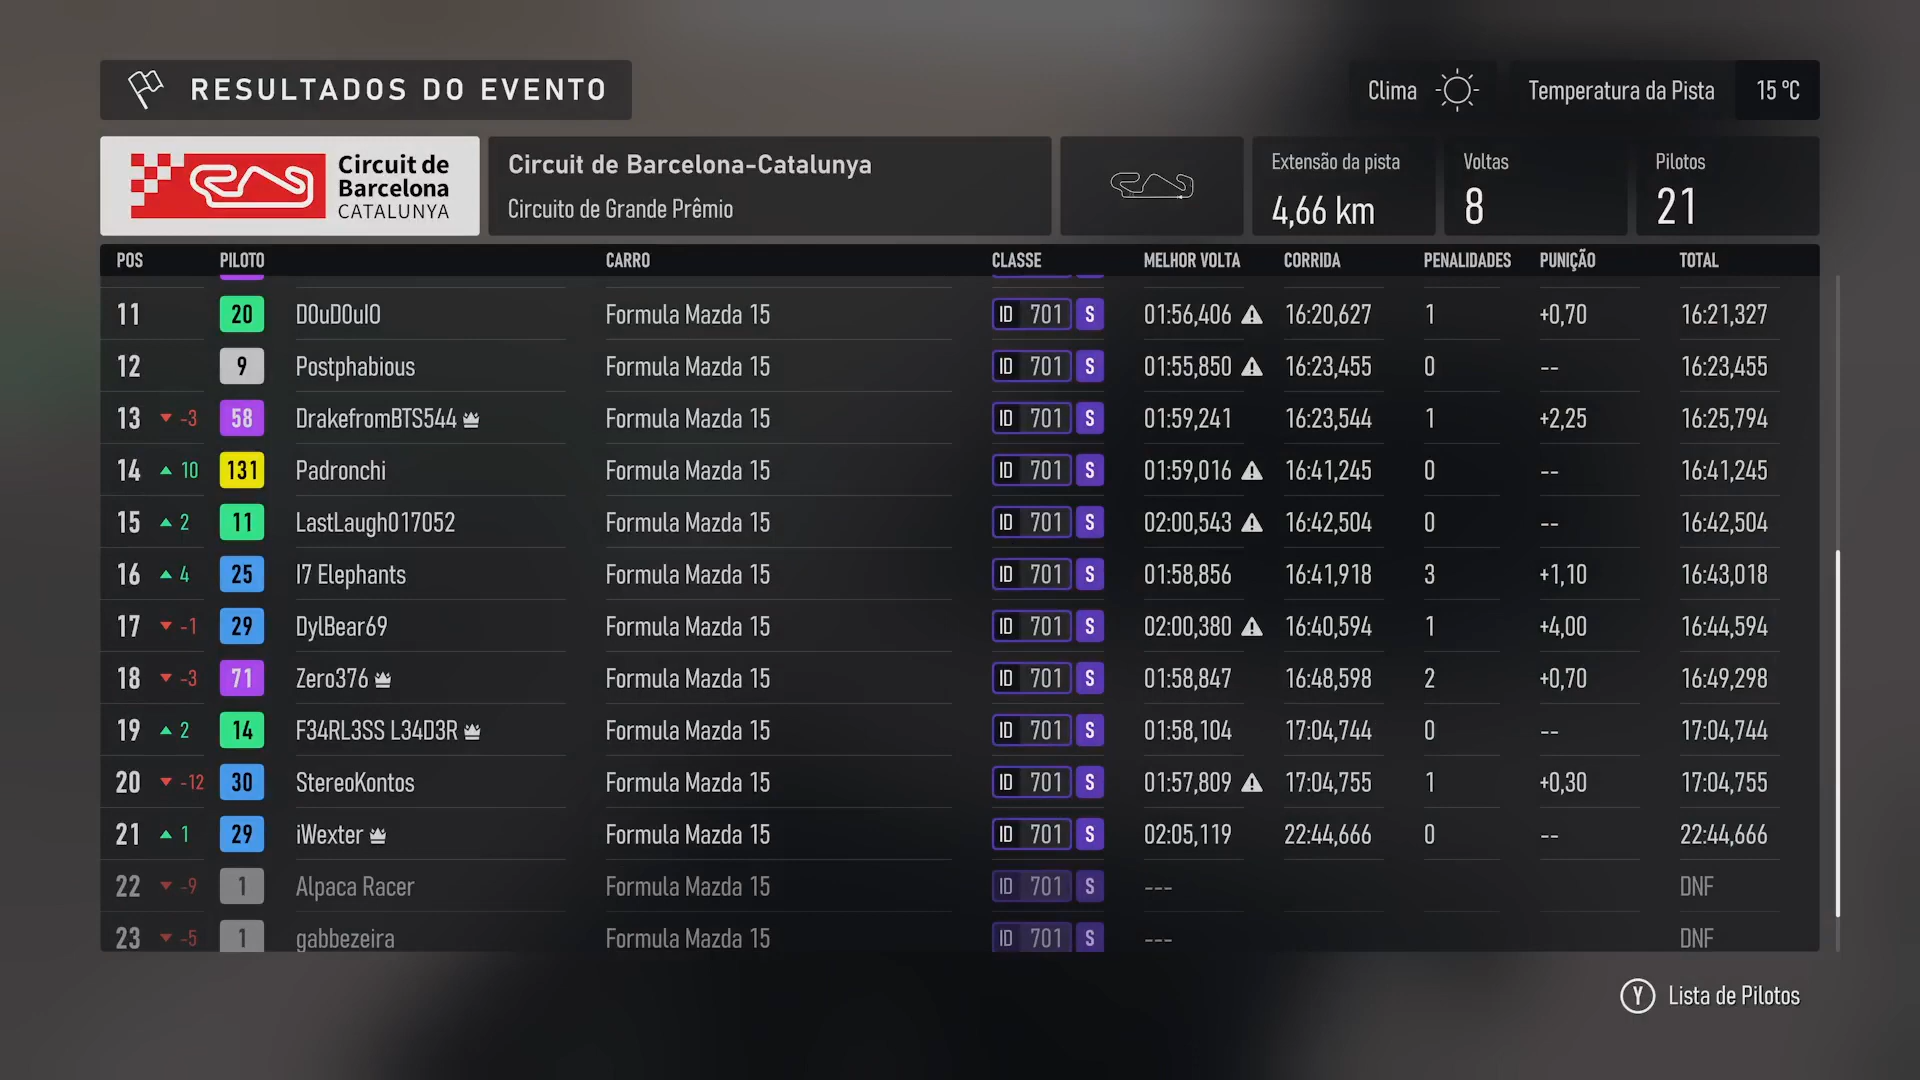 RESULTADOS DO EVENTO
Clima
Temperatura da Pista 15 ºC
Circuit de
Barcelona
CATALUNYA
Circuit de Barcelona-Catalunya
Circuito de Grande Prêmio
Extensão da pista
4,66 km
Voltas
8
Pilotos
21
POS PILOTO CARRO CLASSE MELHOR VOLTA CORRIDA PENALIDADES PUNIÇÃO TOTAL
11 20 D0uD0uIO Formula Mazda 15 ID 701 S 01:56,406 16:20,627 1 +0,70 16:21,327
12 9 Postphabious Formula Mazda 15 ID 701 S 01:55,850 16:23,455 0 -- 16:23,455
13 -3 58 DrakefromBTS544 Formula Mazda 15 ID 701 S 01:59,241 16:23,544 1 +2,25 16:25,794
14 10 131 Padronchi Formula Mazda 15 ID 701 S 01:59,016 16:41,245 0 -- 16:41,245
15 2 11 LastLaugh017052 Formula Mazda 15 ID 701 S 02:00,543 16:42,504 0 -- 16:42,504
16 4 25 I7 Elephants Formula Mazda 15 ID 701 S 01:58,856 16:41,918 3 +1,10 16:43,018
17 -1 29 DylBear69 Formula Mazda 15 ID 701 S 02:00,380 16:40,594 1 +4,00 16:44,594
18 -3 71 Zero376 Formula Mazda 15 ID 701 S 01:58,847 16:48,598 2 +0,70 16:49,298
19 2 14 F34RL3SS L34D3R Formula Mazda 15 ID 701 S 01:58,104 17:04,744 0 -- 17:04,744
20 -12 30 StereoKontos Formula Mazda 15 ID 701 S 01:57,809 17:04,755 1 +0,30 17:04,755
21 1 29 iWexter Formula Mazda 15 ID 701 S 02:05,119 22:44,666 0 -- 22:44,666
22 -9 1 Alpaca Racer Formula Mazda 15 ID 701 S --- DNF
23 -5 1 gabbezeira Formula Mazda 15 ID 701 S --- DNF
Y Lista de Pilotos